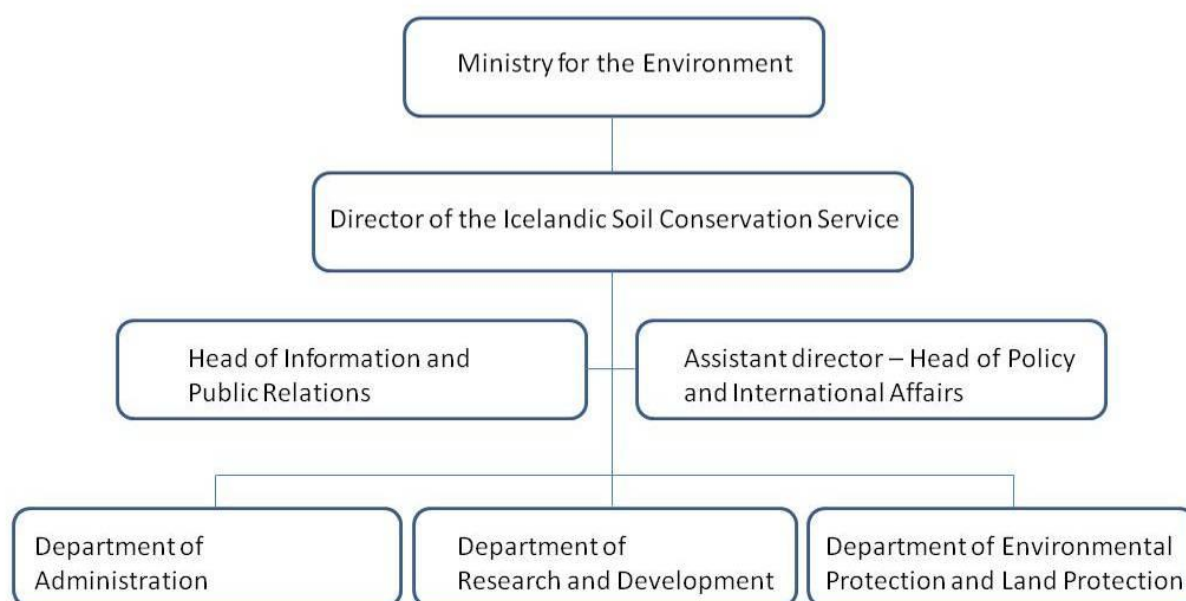 Ministry for the Environment
Director of the Icelandic Soil Conservation Service
Head of Information and
Public Relations
Assistant director – Head of Policy
and International Affairs
Department of
Administration
Department of
Research and Development
Department of Environmental
Protection and Land Protection